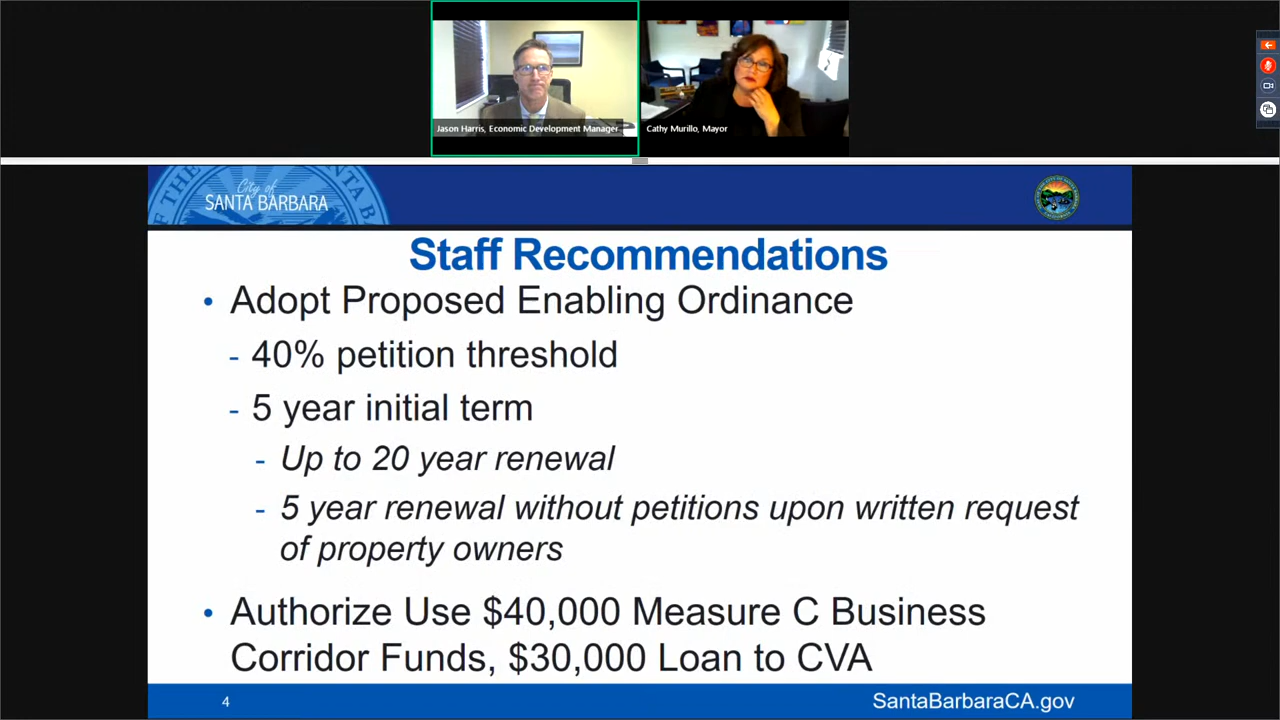 Jason Harris, Economic Development Manager
Cathy Murillo, Mayor
City of
SANTA BARBARA
Staff Recommendations
• Adopt Proposed Enabling Ordinance
- 40% petition threshold
- 5 year initial term
- Up to 20 year renewal
- 5 year renewal without petitions upon written request
of property owners
• Authorize Use $40,000 Measure C Business
Corridor Funds, $30,000 Loan to CVA
4
SantaBarbaraCA.gov